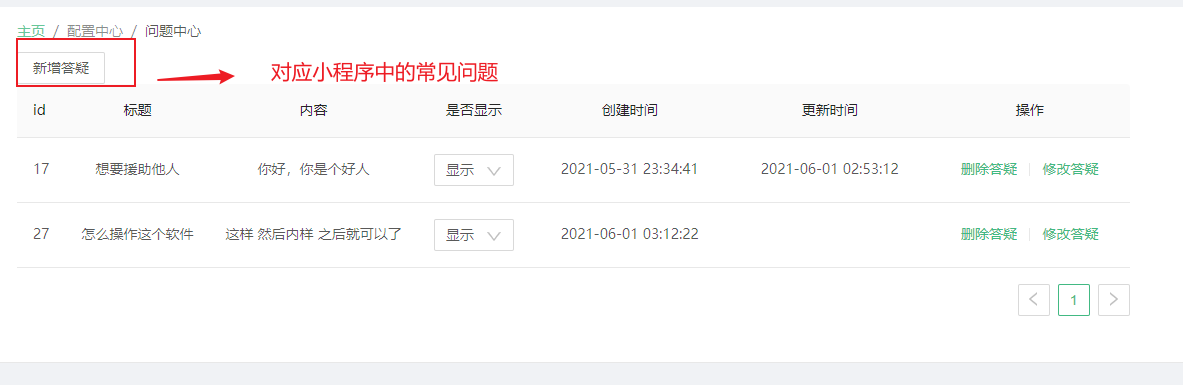 主页 / 配置中心 / 问题中心
新增答疑
对应小程序中的常见问题
id 标题 内容 是否显示 创建时间 更新时间 操作
17 想要援助他人 你好，你是个好人 显示 2021-05-31 23:34:41 2021-06-01 02:53:12 删除答疑 修改答疑
27 怎么操作这个软件 这样 然后内样 之后就可以了 显示 2021-06-01 03:12:22 删除答疑 修改答疑
1